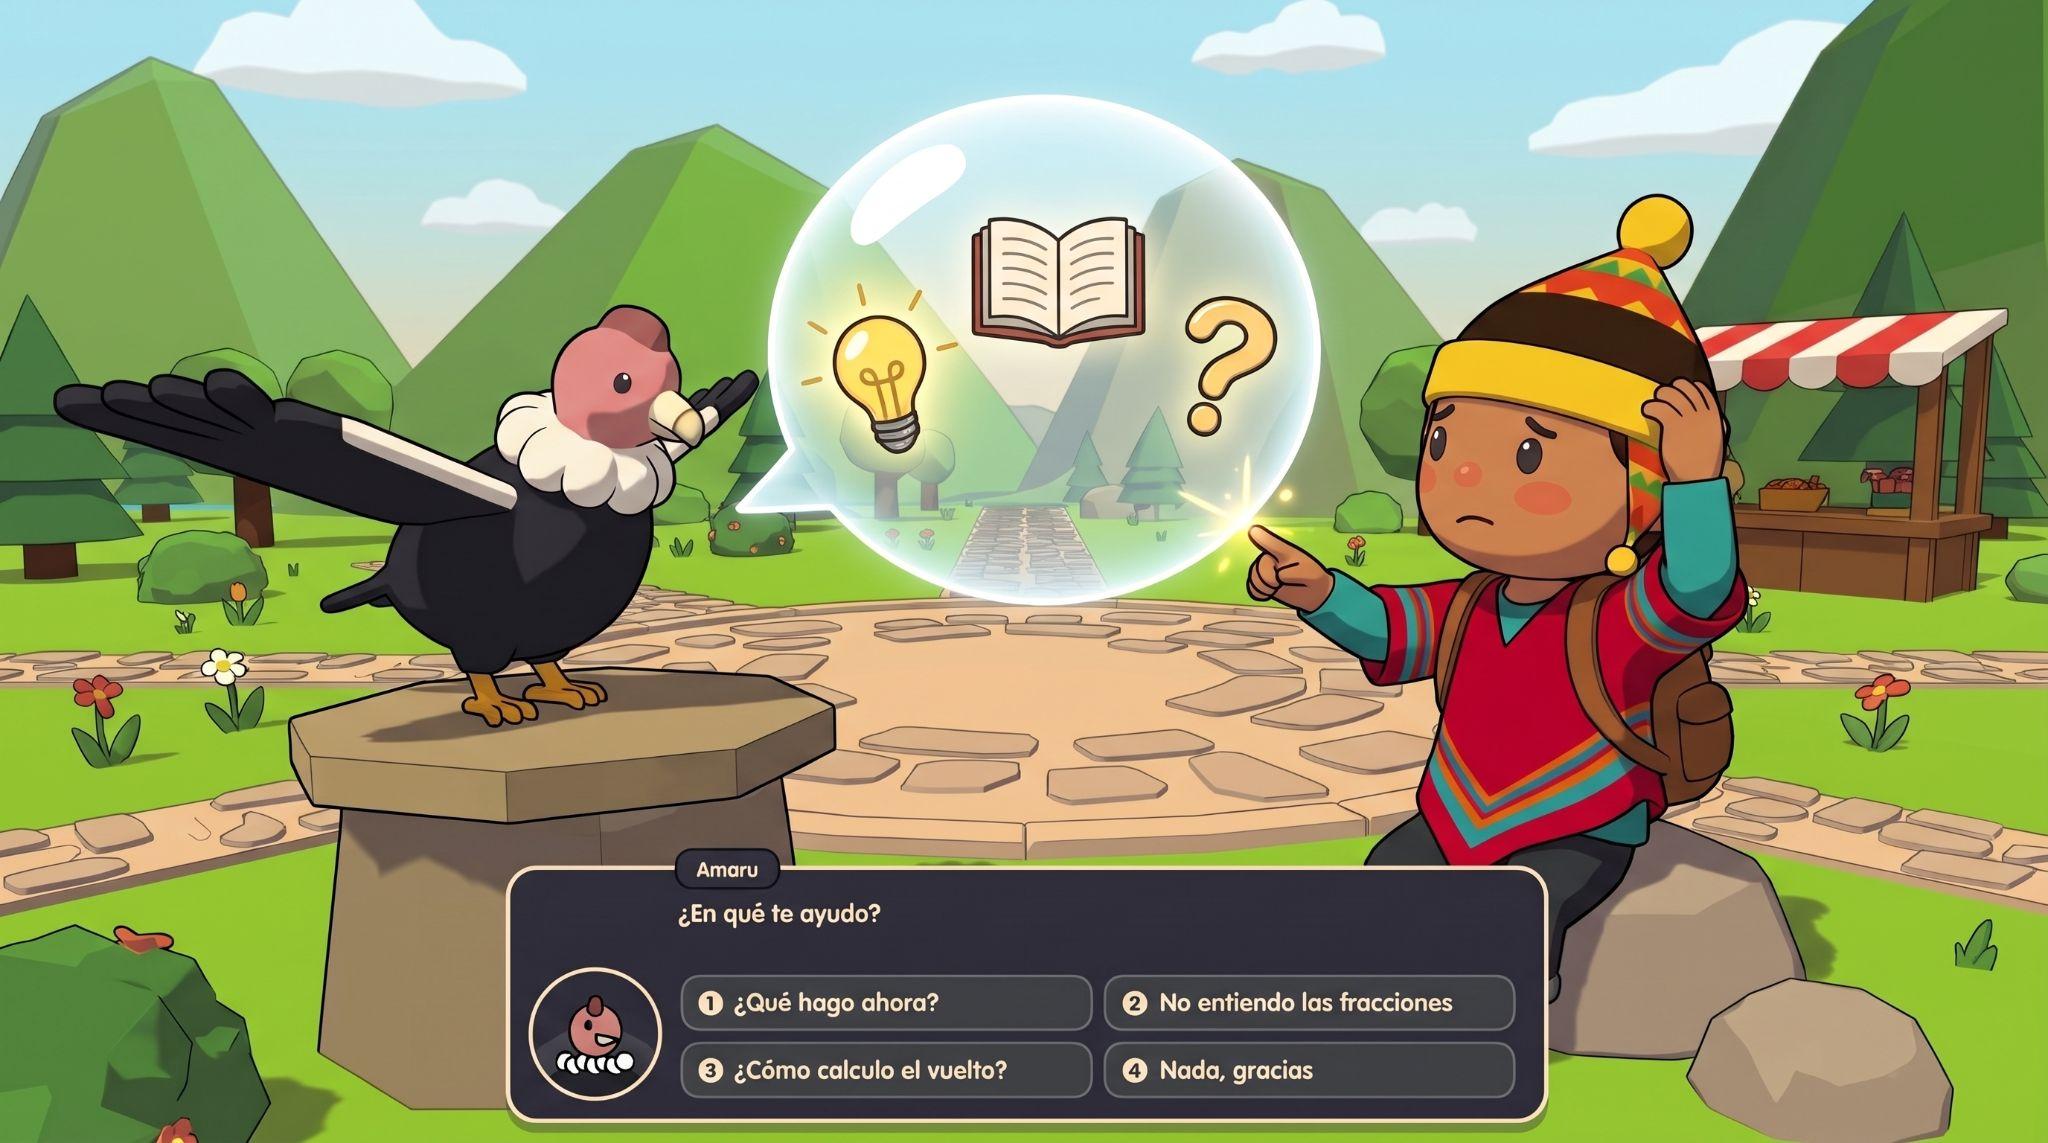 Amaru
¿En qué te ayudo?
1 ¿Qué hago ahora?
2 No entiendo las fracciones
3 ¿Cómo calculo el vuelto?
4 Nada, gracias